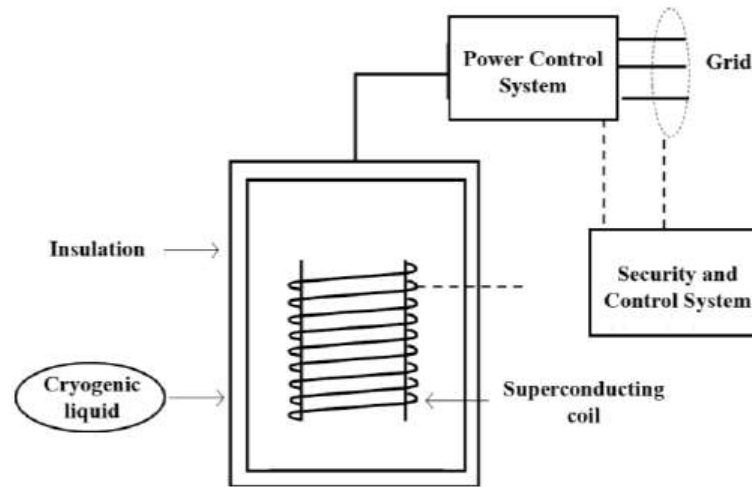 Power Control
System
Grid
Insulation
Security and
Control System
Cryogenic
liquid
Superconducting
coil